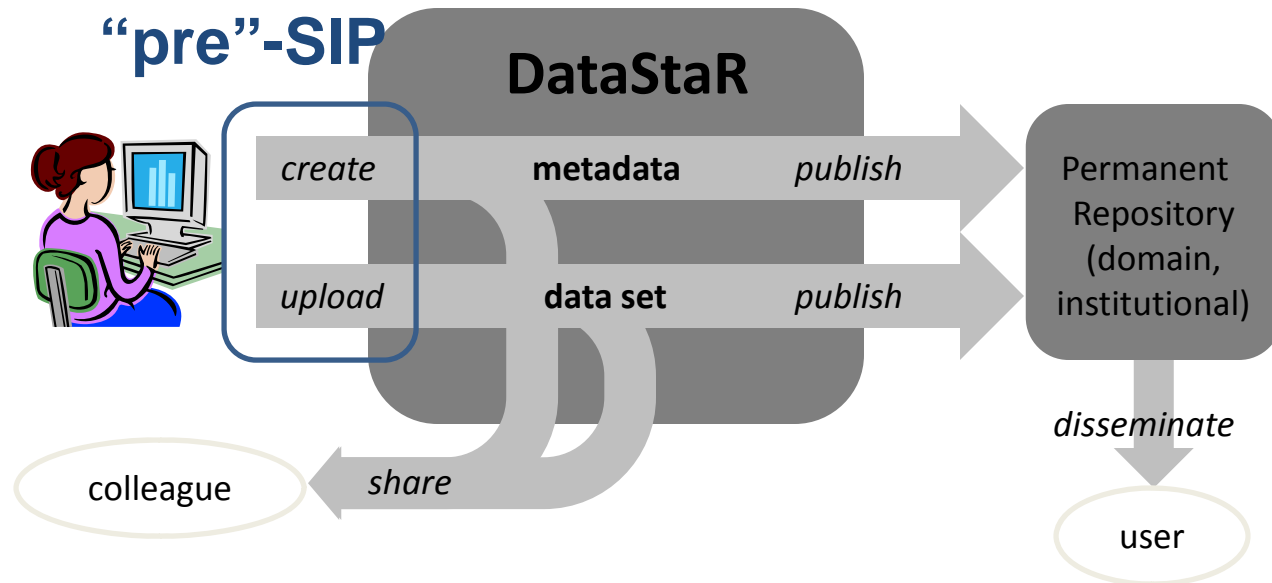 “pre”-SIP
DataStaR
create metadata publish
upload data set publish
Permanent
Repository
(domain,
institutional)
disseminate
share
colleague
user